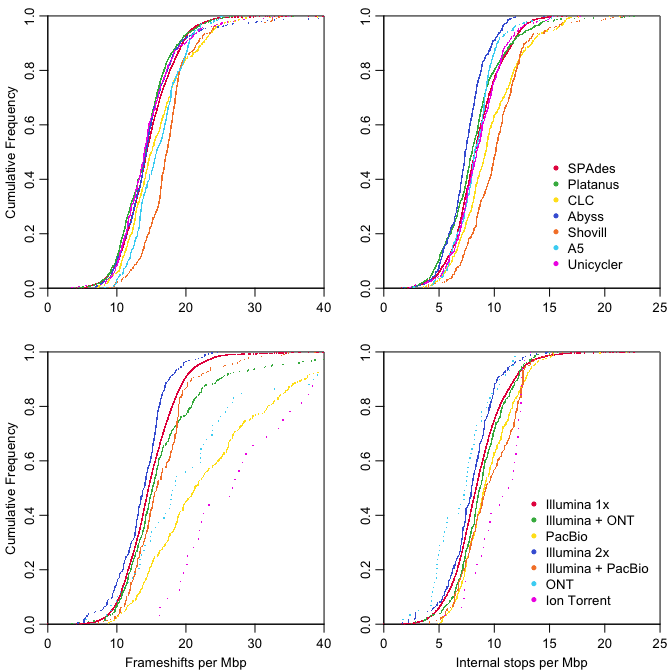 Cumulative Frequency
0.0 0.2 0.4 0.6 0.8 1.0
0 10 20 30 40
0.0 0.2 0.4 0.6 0.8 1.0
SPAdes
Platanus
CLC
Abyss
Shovill
A5
Unicycler
0 5 10 15 20 25
Cumulative Frequency
0.0 0.2 0.4 0.6 0.8 1.0
0 10 20 30 40
Frameshifts per Mbp
0.0 0.2 0.4 0.6 0.8 1.0
Illumina 1x
Illumina + ONT
PacBio
Illumina 2x
Illumina + PacBio
ONT
Ion Torrent
0 5 10 15 20 25
Internal stops per Mbp